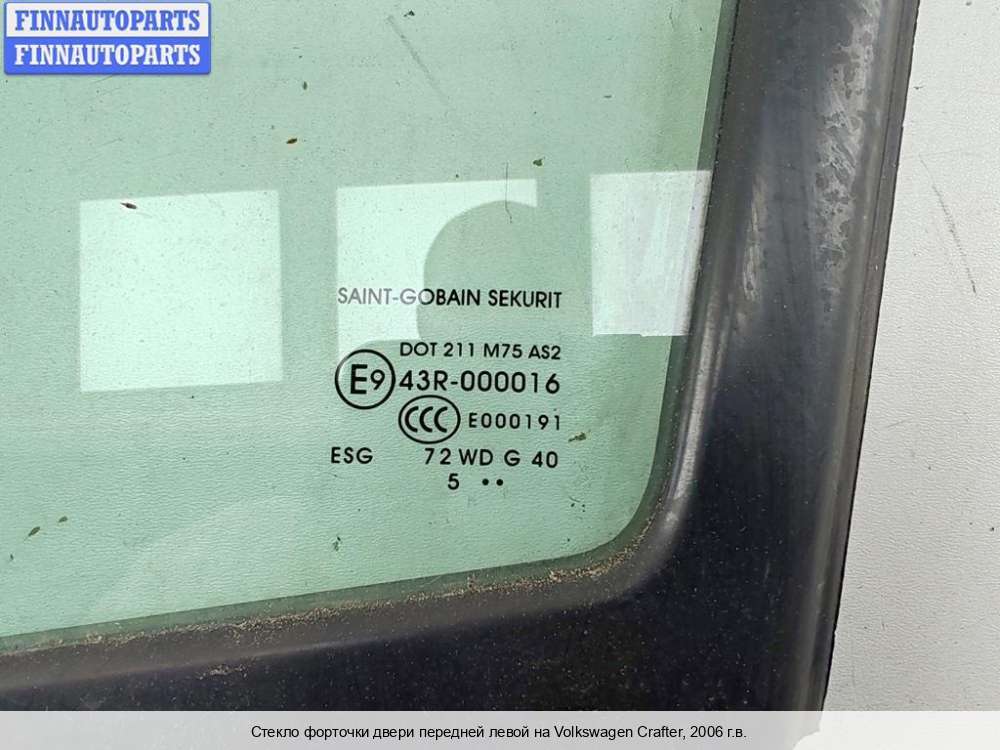 FINNAUTOPARTS
FINNAUTOPARTS
SAINT-GOBAIN SEKURIT
DOT 211 M75 AS2
E9 43R-000016
CCC E000191
ESG 72 WD G 40
5 ••
Стекло форточки двери передней левой на Volkswagen Crafter, 2006 г.в.